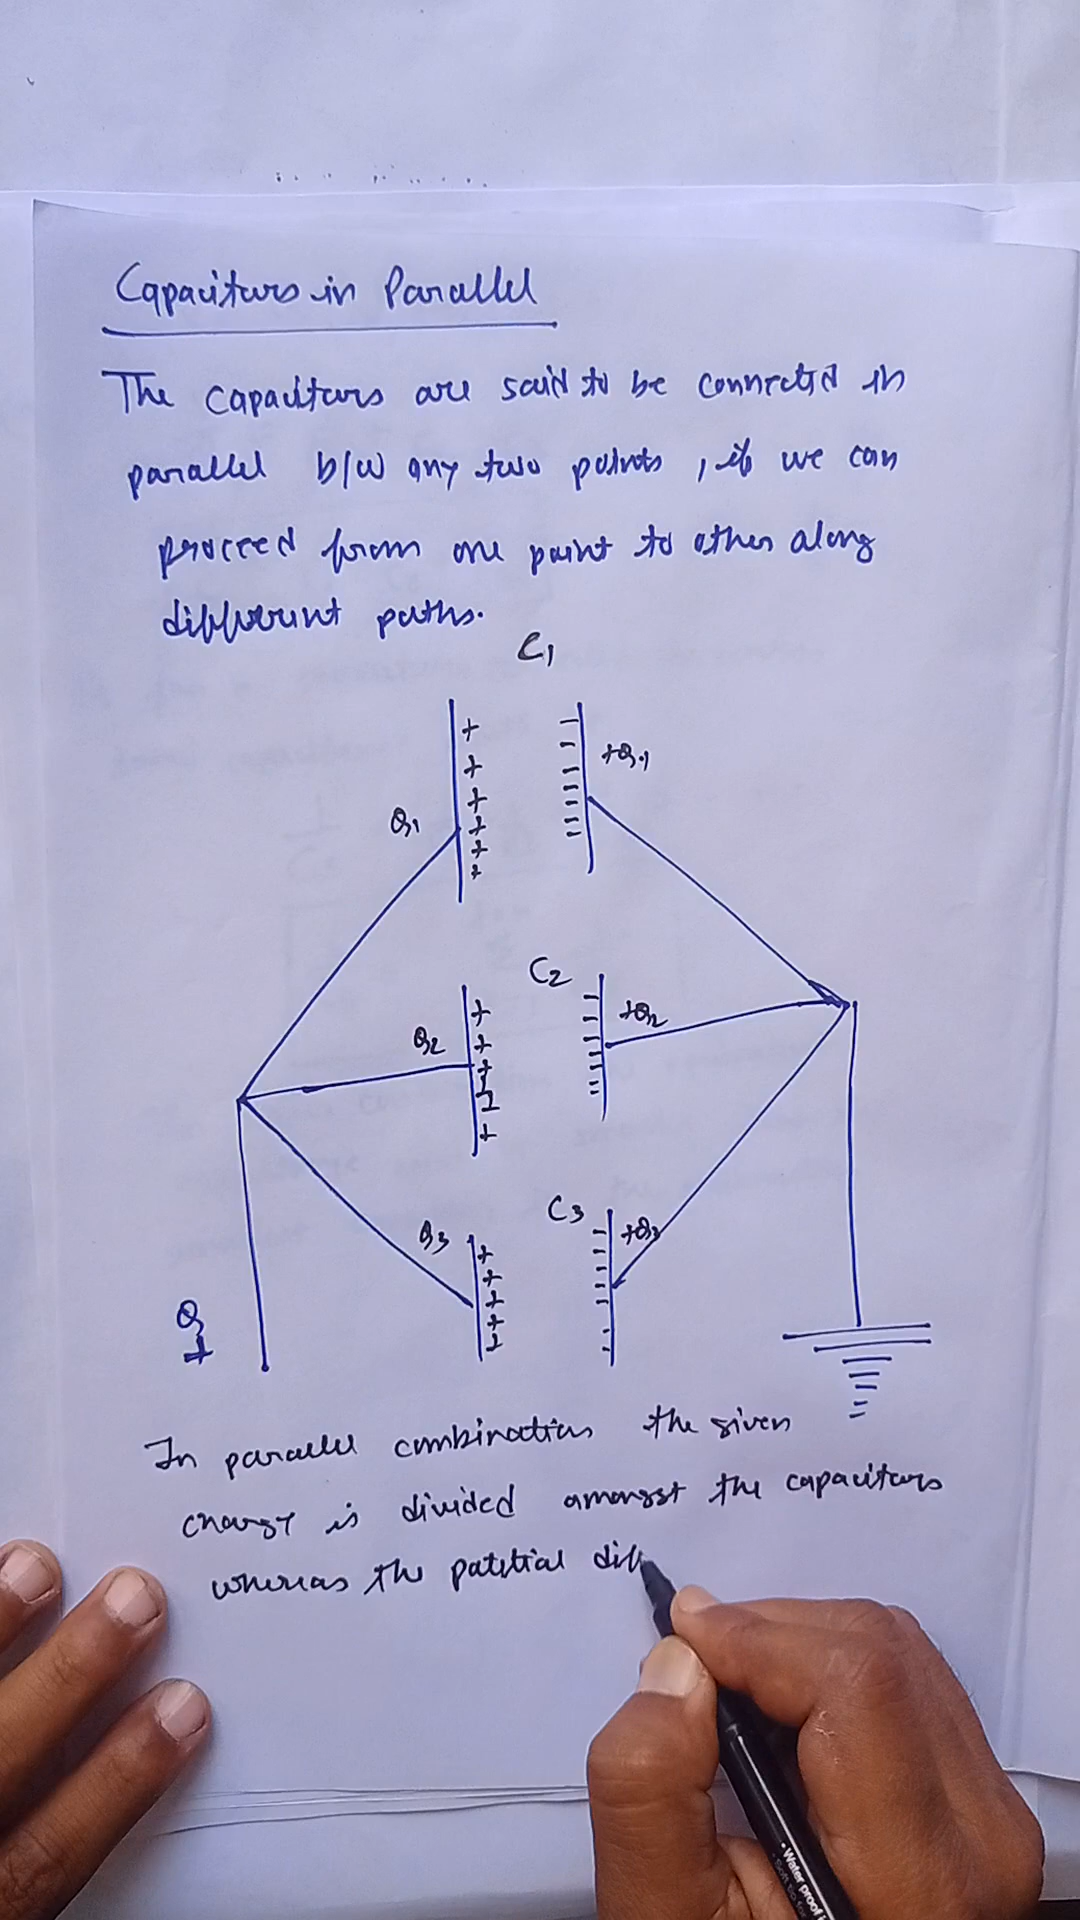 Capacitors in Parallel
The capacitors are said to be connected in
parallel b/w any two points, if we can
proceed from one point to other along
different paths.
C1
+Q1
Q1
C2
+Q2
Q2
C3
+Q3
Q3
Q
+
In parallel combination the given
charge is divided amongst the capacitors
whereas the
• Water proof